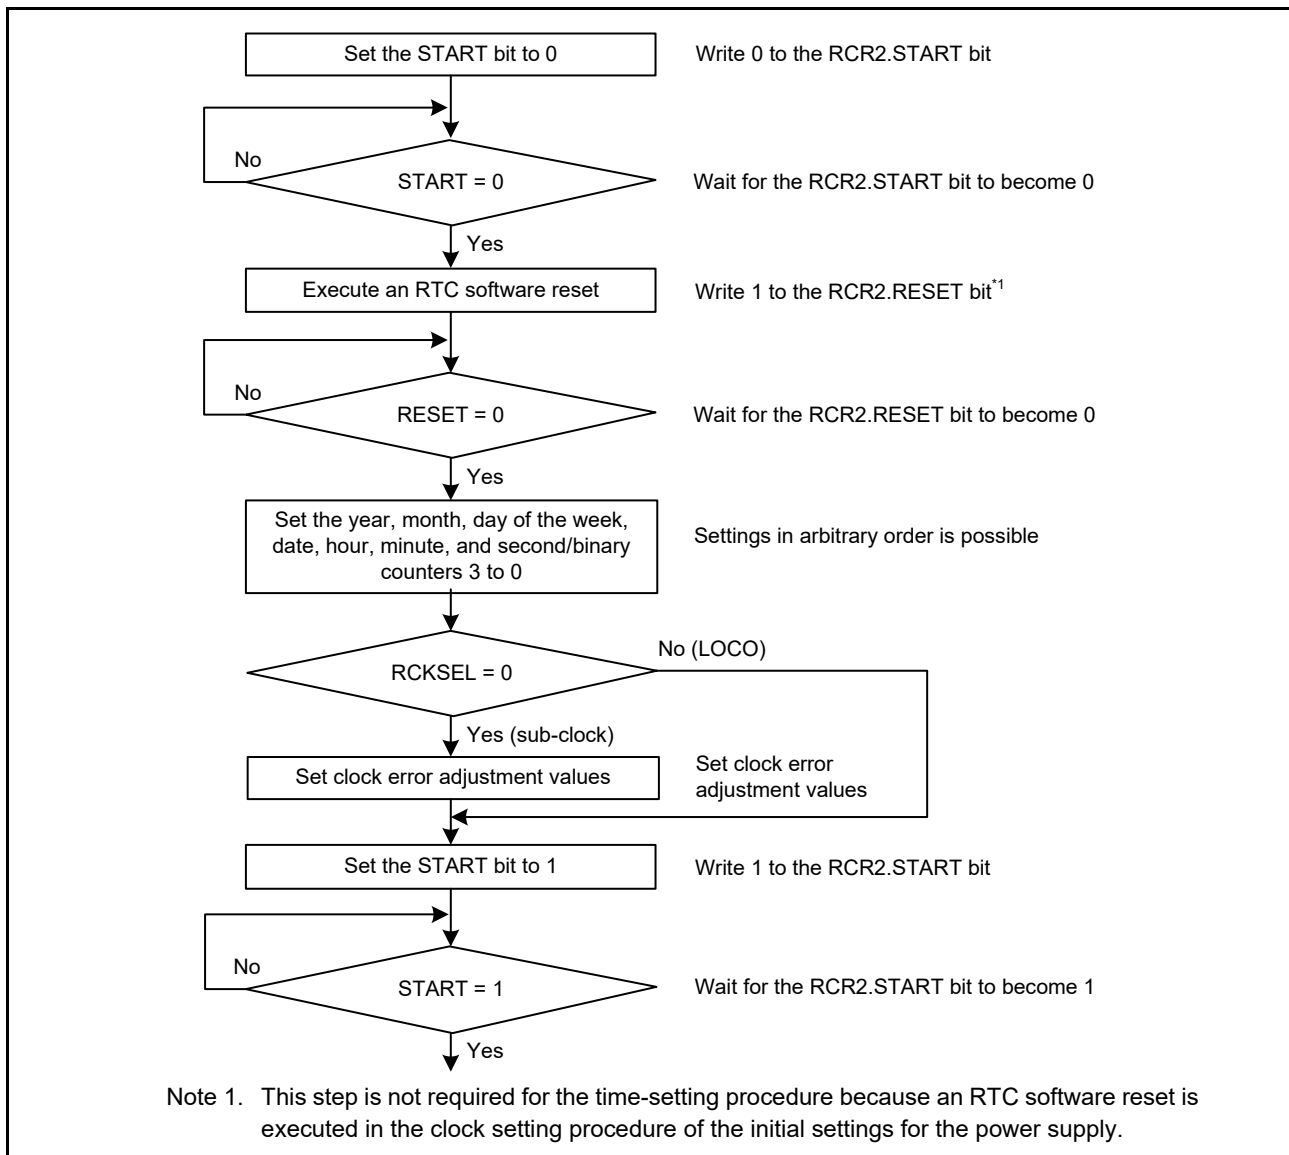 Set the START bit to 0
Write 0 to the RCR2.START bit
No
START = 0
Wait for the RCR2.START bit to become 0
Yes
Execute an RTC software reset
Write 1 to the RCR2.RESET bit*1
No
RESET = 0
Wait for the RCR2.RESET bit to become 0
Yes
Set the year, month, day of the week,
date, hour, minute, and second/binary
counters 3 to 0
Settings in arbitrary order is possible
No (LOCO)
RCKSEL = 0
Yes (sub-clock)
Set clock error adjustment values
Set clock error
adjustment values
Set the START bit to 1
Write 1 to the RCR2.START bit
No
START = 1
Wait for the RCR2.START bit to become 1
Yes
Note 1. This step is not required for the time-setting procedure because an RTC software reset is
executed in the clock setting procedure of the initial settings for the power supply.